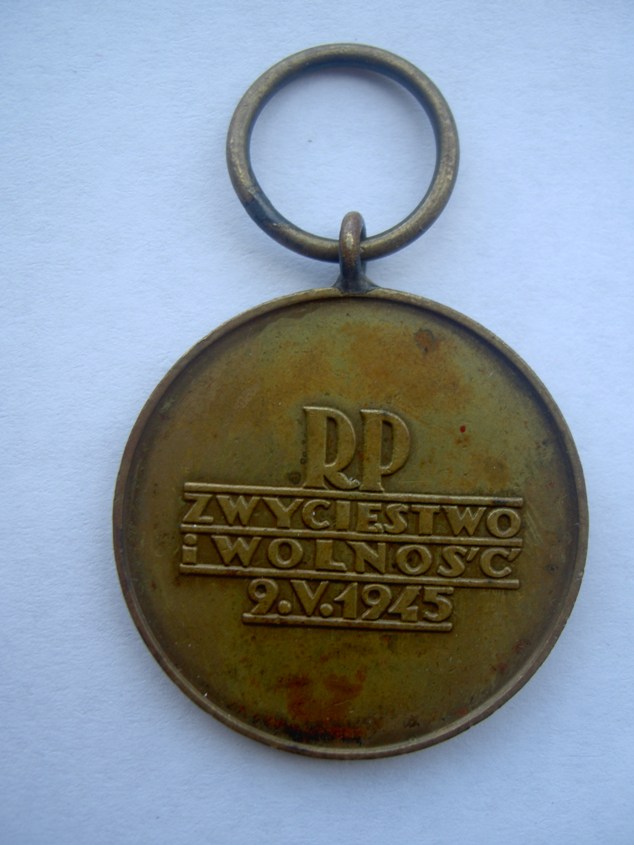 RP
ZWYCIĘSTWO
i WOLNOŚĆ
9.V.1945